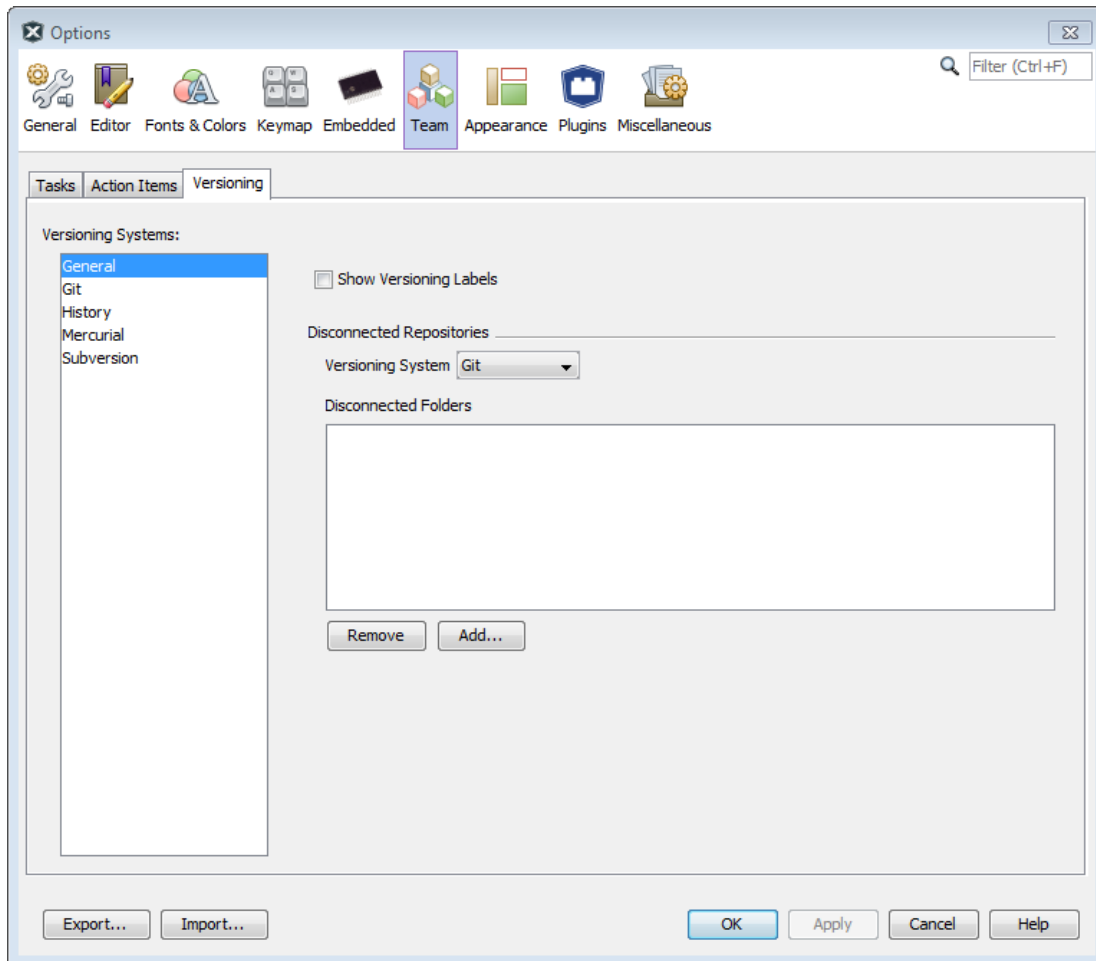 Options
Filter (Ctrl+F)
General Editor Fonts & Colors Keymap Embedded Team Appearance Plugins Miscellaneous
Tasks Action Items Versioning
Versioning Systems:
General
Git
History
Mercurial
Subversion
Show Versioning Labels
Disconnected Repositories
Versioning System Git
Disconnected Folders
Remove Add...
Export... Import... OK Apply Cancel Help